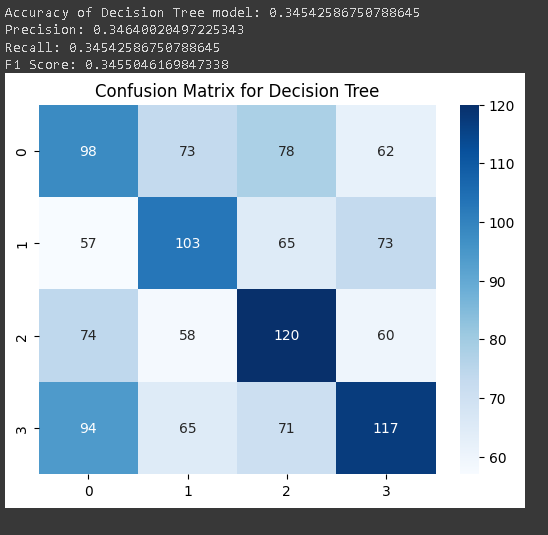 Accuracy of Decision Tree model: 0.34542586750788645
Precision: 0.34640020497225343
Recall: 0.34542586750788645
F1 Score: 0.3455046169847338
Confusion Matrix for Decision Tree
0 98 73 78 62
1 57 103 65 73
2 74 58 120 60
3 94 65 71 117
0 1 2 3
120
110
100
90
80
70
60